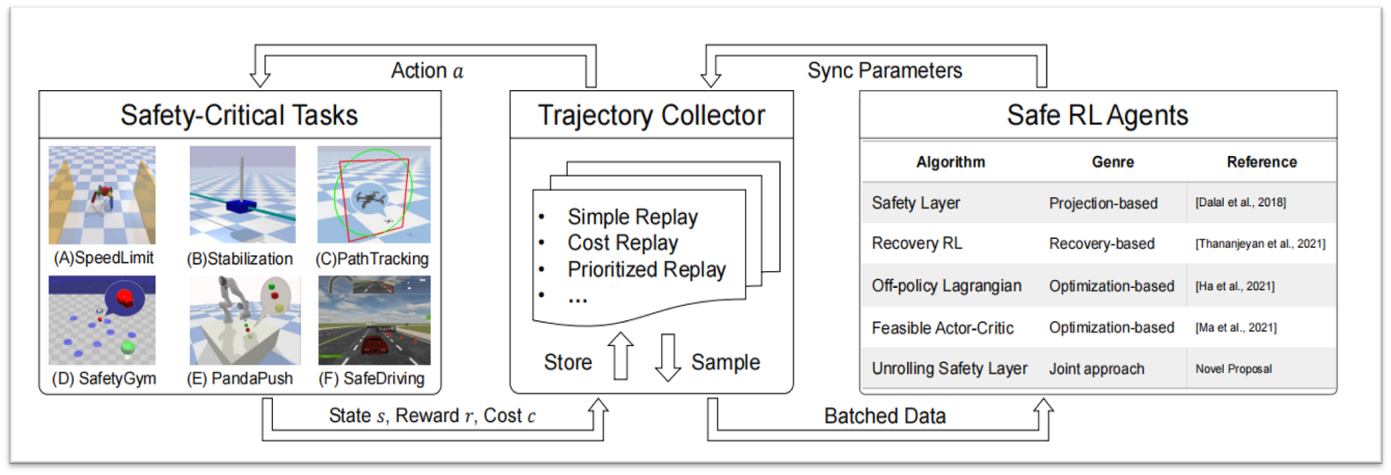 Action a
Sync Parameters
Safety-Critical Tasks
(A)SpeedLimit
(B)Stabilization
(C)PathTracking
(D) SafetyGym
(E) PandaPush
(F) SafeDriving
Trajectory Collector
• Simple Replay
• Cost Replay
• Prioritized Replay
• ...
Store
Sample
Safe RL Agents
Algorithm Genre Reference
Safety Layer Projection-based [Dalal et al., 2018]
Recovery RL Recovery-based [Thananjeyan et al., 2021]
Off-policy Lagrangian Optimization-based [Ha et al., 2021]
Feasible Actor-Critic Optimization-based [Ma et al., 2021]
Unrolling Safety Layer Joint approach Novel Proposal
State s, Reward r, Cost c
Batched Data